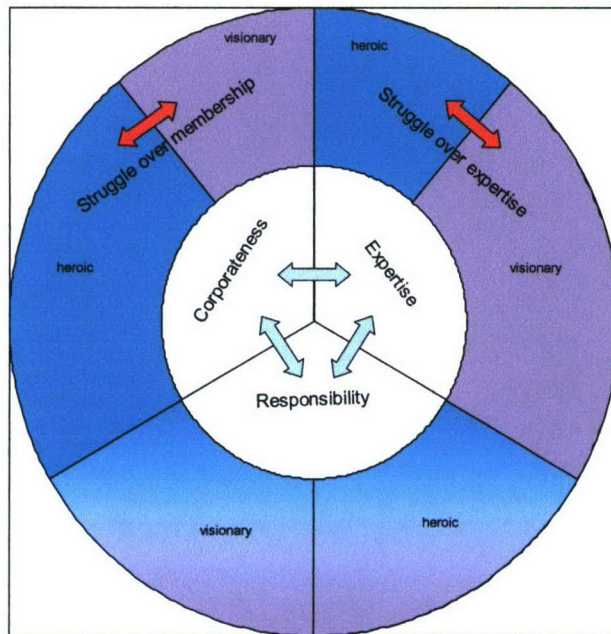 visionary
heroic
Struggle over membership
Struggle over expertise
heroic
visionary
Corporateness
Expertise
Responsibility
visionary
heroic